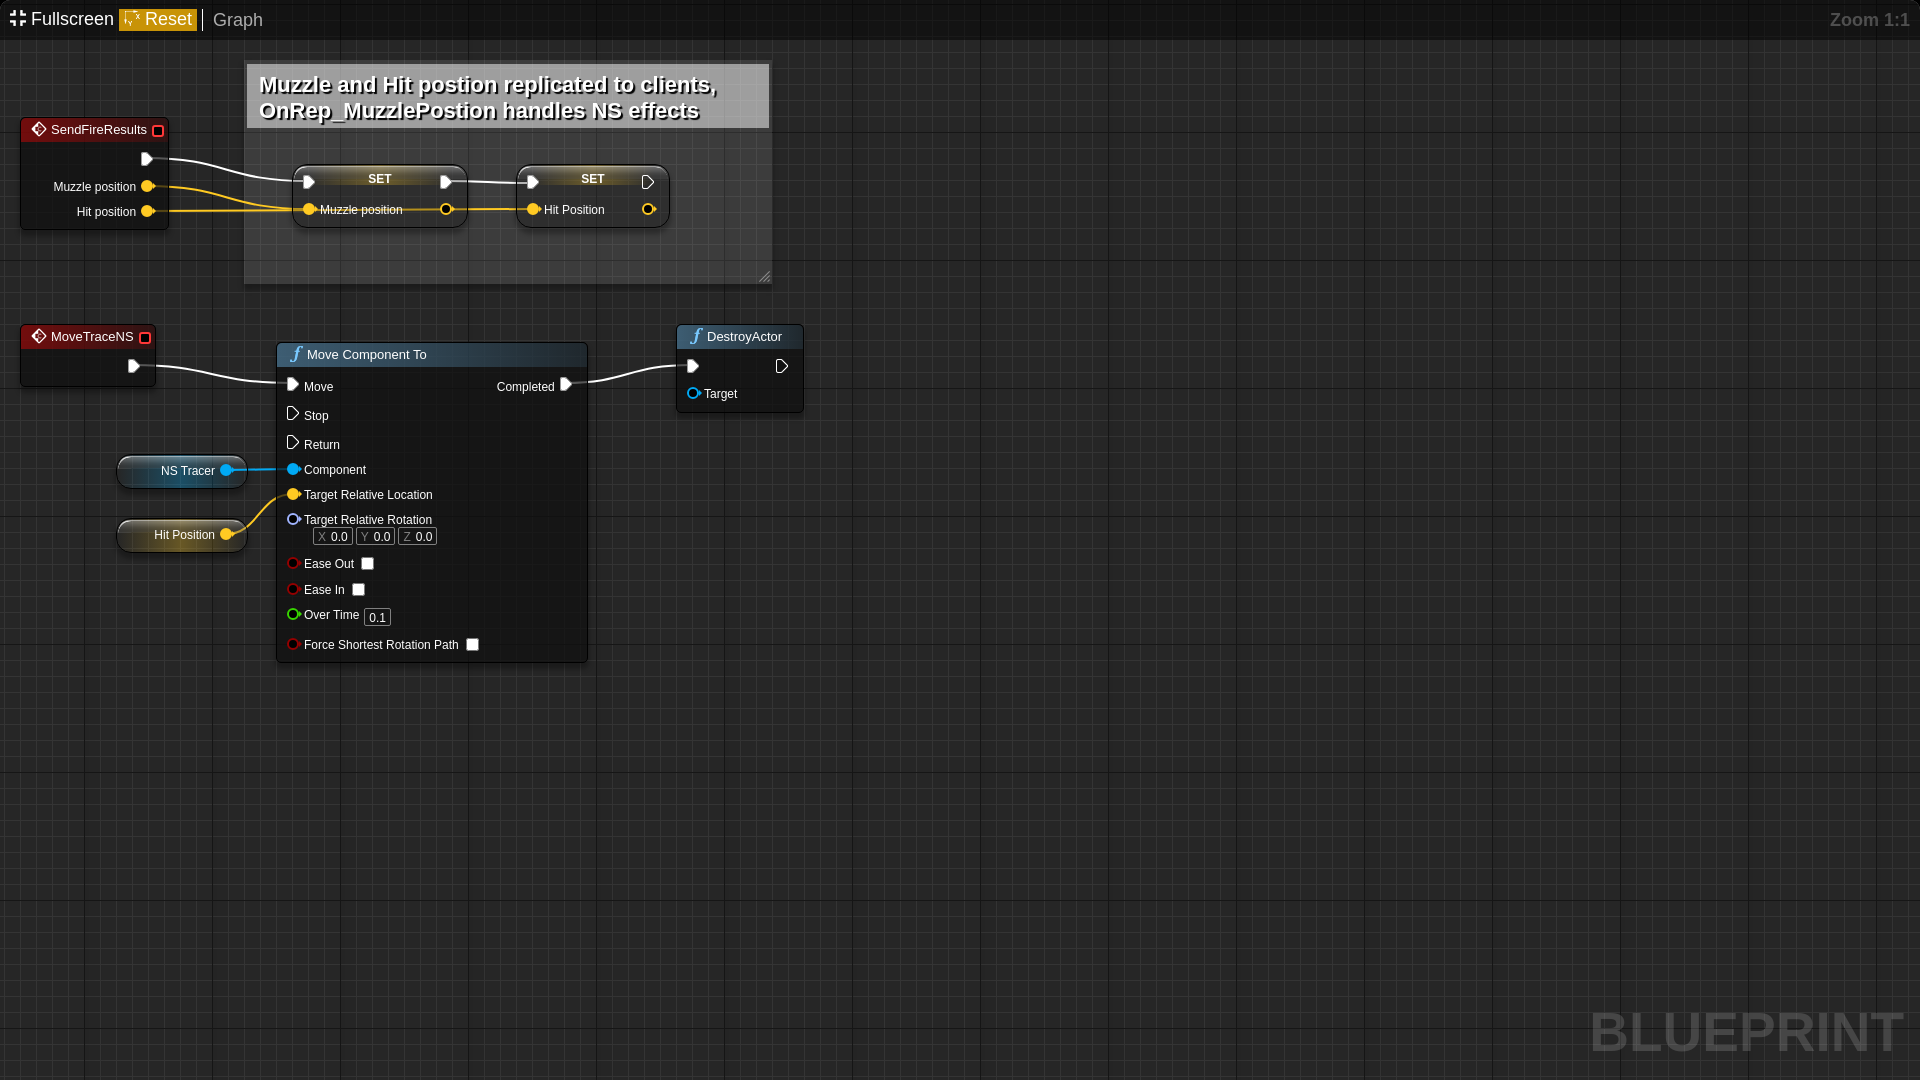 Fullscreen Reset Graph Zoom 1:1
Muzzle and Hit postion replicated to clients,
OnRep_MuzzlePostion handles NS effects
SendFireResults
Muzzle position
Hit position
SET
Muzzle position
SET
Hit Position
MoveTraceNS
Move Component To
Move Completed
Stop
Return
Component
Target Relative Location
Target Relative Rotation
X 0.0 Y 0.0 Z 0.0
Ease Out
Ease In
Over Time 0.1
Force Shortest Rotation Path
NS Tracer
Hit Position
DestroyActor
Target
BLUEPRINT